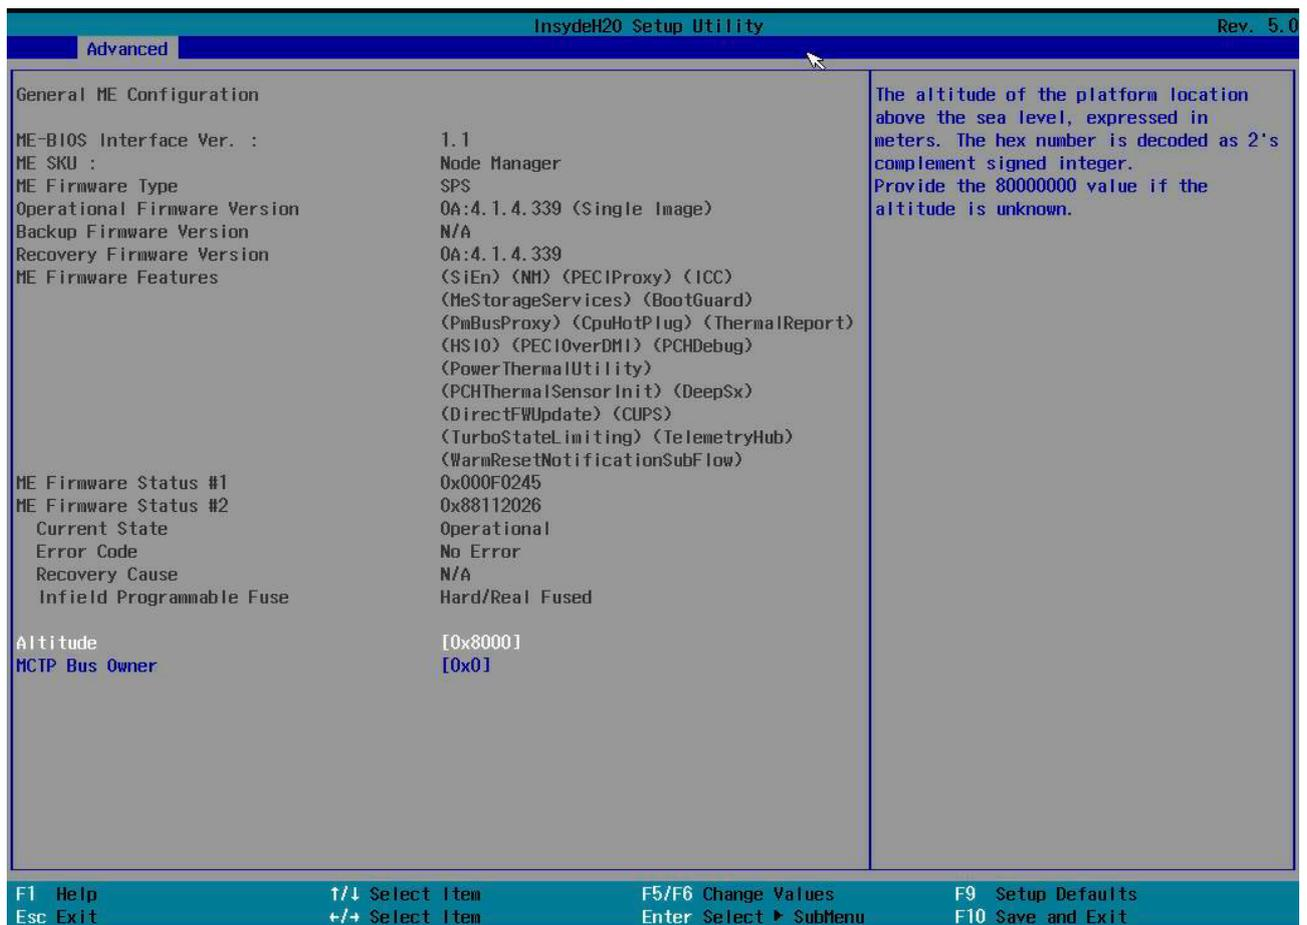 InsydeH20 Setup Utility Rev. 5.0
Advanced
General ME Configuration
ME-BIOS Interface Ver. : 1.1
ME SKU : Node Manager
ME Firmware Type SPS
Operational Firmware Version 0A:4.1.4.339 (Single Image)
Backup Firmware Version N/A
Recovery Firmware Version 0A:4.1.4.339
ME Firmware Features (SiEn) (NM) (PECIProxy) (ICC)
(MeStorageServices) (BootGuard)
(PmBusProxy) (CpuHotPlug) (ThermalReport)
(HSIO) (PECIOverDMI) (PCHDebug)
(PowerThermalUtility)
(PCHThermalSensorInit) (DeepSx)
(DirectFWUpdate) (CUPS)
(TurboStateLimiting) (TelemetryHub)
(WarmResetNotificationSubFlow)
ME Firmware Status #1 0x000F0245
ME Firmware Status #2 0x88112026
Current State Operational
Error Code No Error
Recovery Cause N/A
Infield Programmable Fuse Hard/Real Fused
Altitude [0x8000]
MCTP Bus Owner [0x0]
The altitude of the platform location
above the sea level, expressed in
meters. The hex number is decoded as 2's
complement signed integer.
Provide the 80000000 value if the
altitude is unknown.
F1 Help ↑/↓ Select Item F5/F6 Change Values F9 Setup Defaults
Esc Exit ←/→ Select Item Enter Select ▶ SubMenu F10 Save and Exit